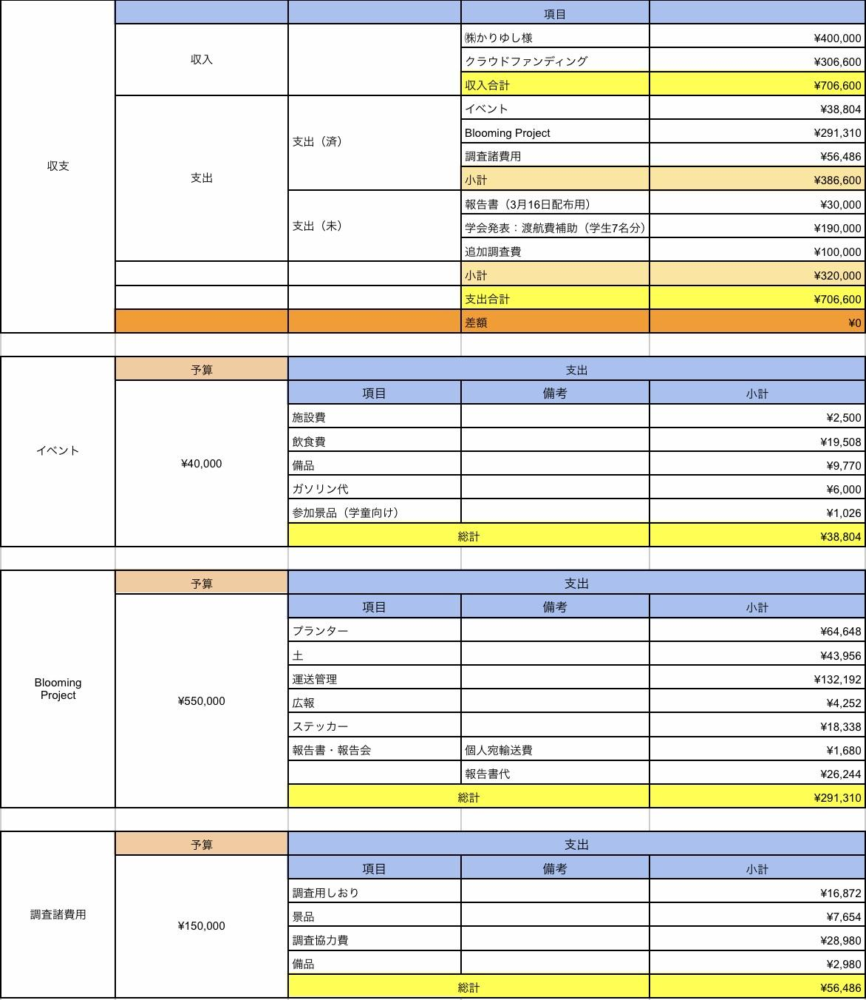 項目
収支
収入
㈱かりゆし様 ¥400,000
クラウドファンディング ¥306,600
収入合計 ¥706,600
支出
支出（済）
イベント ¥38,804
Blooming Project ¥291,310
調査諸費用 ¥56,486
小計 ¥386,600
支出（未）
報告書（3月16日配布用） ¥30,000
学会発表：渡航費補助（学生7名分） ¥190,000
追加調査費 ¥100,000
小計 ¥320,000
支出合計 ¥706,600
差額 ¥0
イベント
予算 支出
項目 備考 小計
¥40,000
施設費 ¥2,500
飲食費 ¥19,508
備品 ¥9,770
ガソリン代 ¥6,000
参加景品（学童向け） ¥1,026
総計 ¥38,804
Blooming
Project
予算 支出
項目 備考 小計
¥550,000
プランター ¥64,648
土 ¥43,956
運送管理 ¥132,192
広報 ¥4,252
ステッカー ¥18,338
報告書・報告会 個人宛輸送費 ¥1,680
報告書代 ¥26,244
総計 ¥291,310
調査諸費用
予算 支出
項目 備考 小計
¥150,000
調査用しおり ¥16,872
景品 ¥7,654
調査協力費 ¥28,980
備品 ¥2,980
総計 ¥56,486